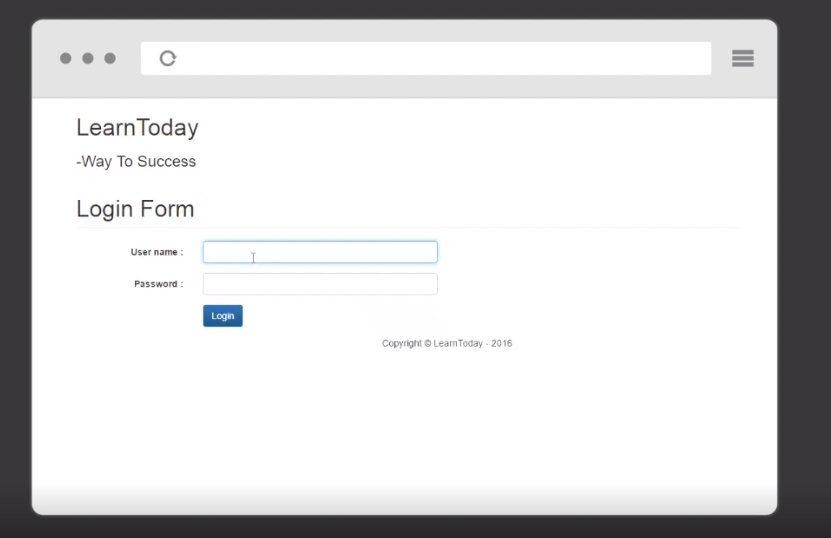 LearnToday
-Way To Success
Login Form
User name :
Password :
Login
Copyright © LearnToday - 2016